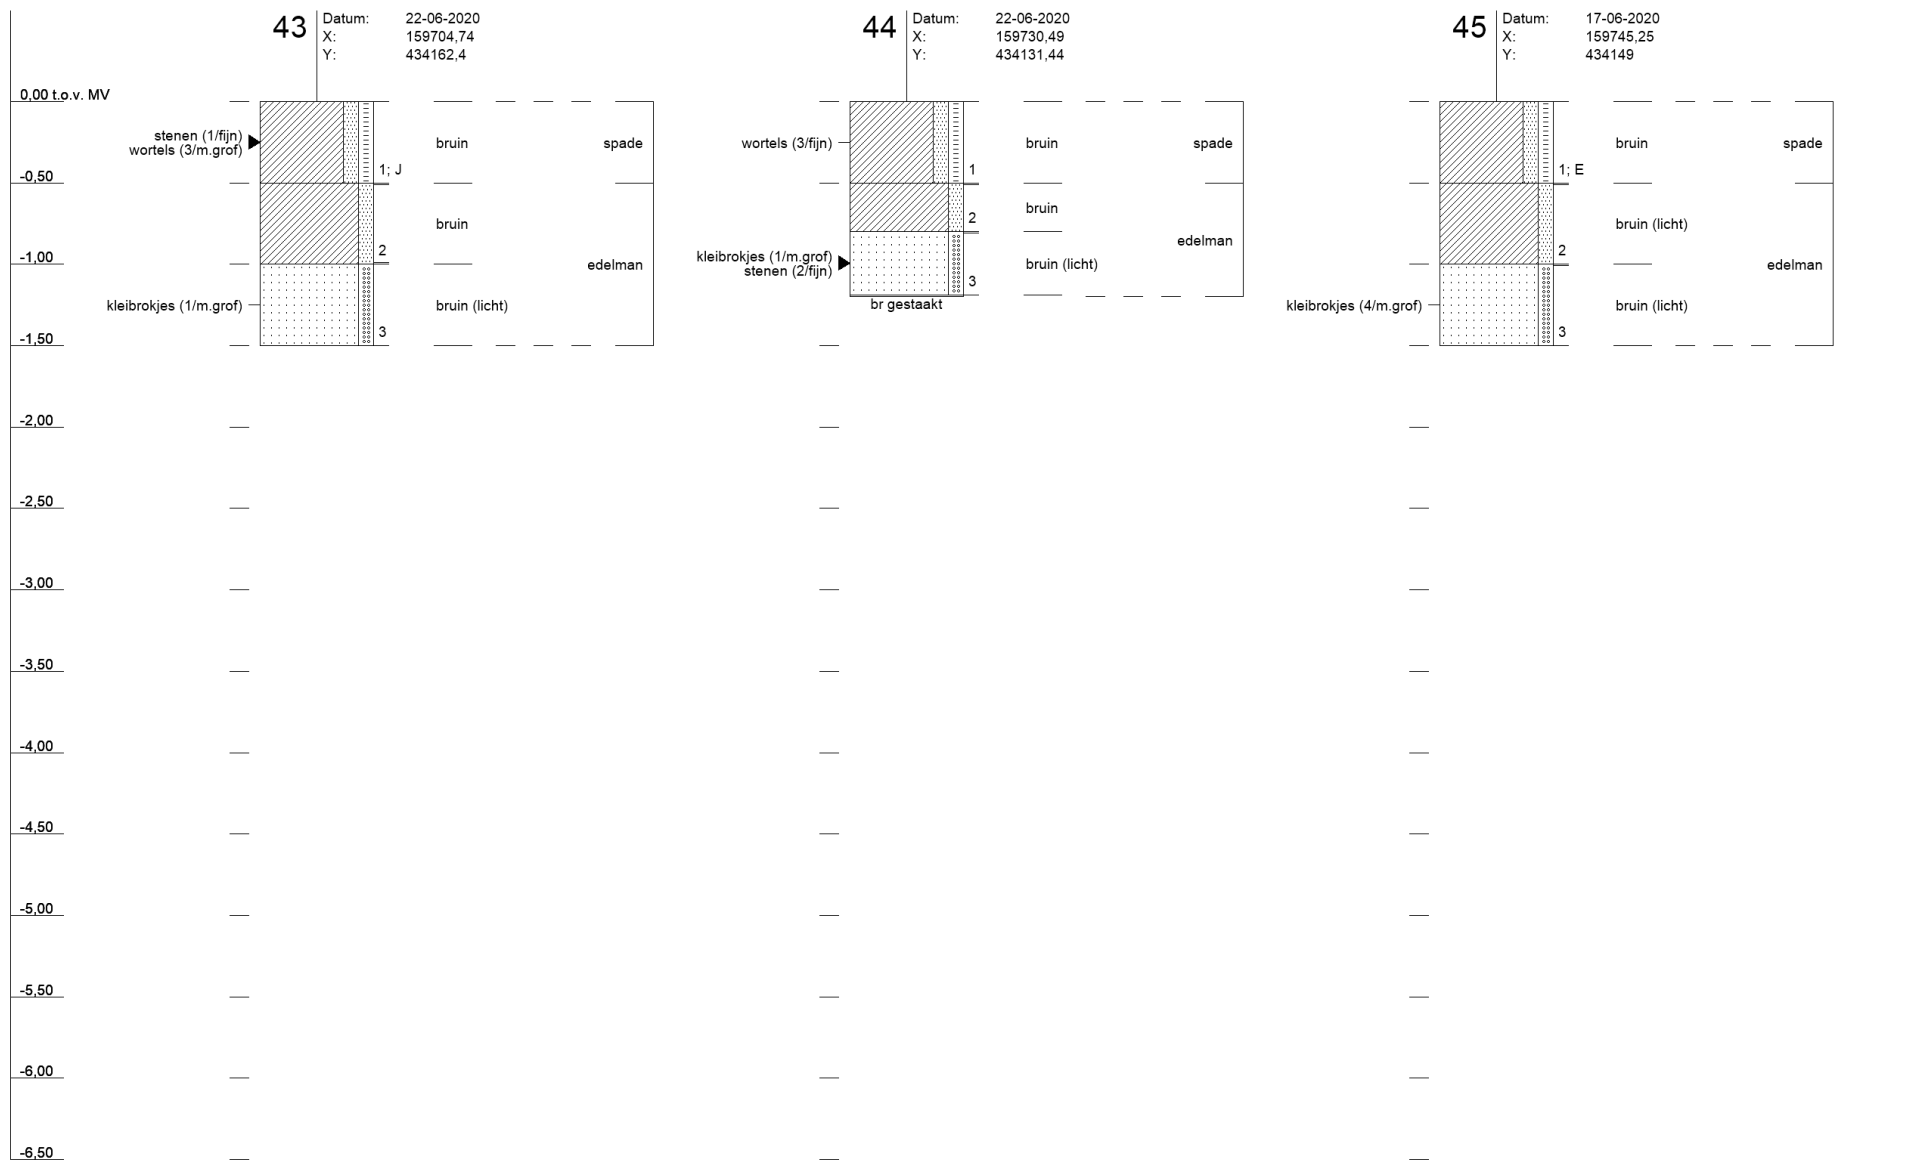 43
Datum: 22-06-2020
X: 159704,74
Y: 434162,4
44
Datum: 22-06-2020
X: 159730,49
Y: 434131,44
45
Datum: 17-06-2020
X: 159745,25
Y: 434149
0,00 t.o.v. MV
-0,50
-1,00
-1,50
-2,00
-2,50
-3,00
-3,50
-4,00
-4,50
-5,00
-5,50
-6,00
-6,50
stenen (1/fijn)
wortels (3/m.grof)
bruin
spade
1; J
bruin
2
edelman
kleibrokjes (1/m.grof)
bruin (licht)
3
wortels (3/fijn)
bruin
spade
1
bruin
2
edelman
kleibrokjes (1/m.grof)
stenen (2/fijn)
bruin (licht)
3
br gestaakt
bruin
spade
1; E
bruin (licht)
2
edelman
kleibrokjes (4/m.grof)
bruin (licht)
3